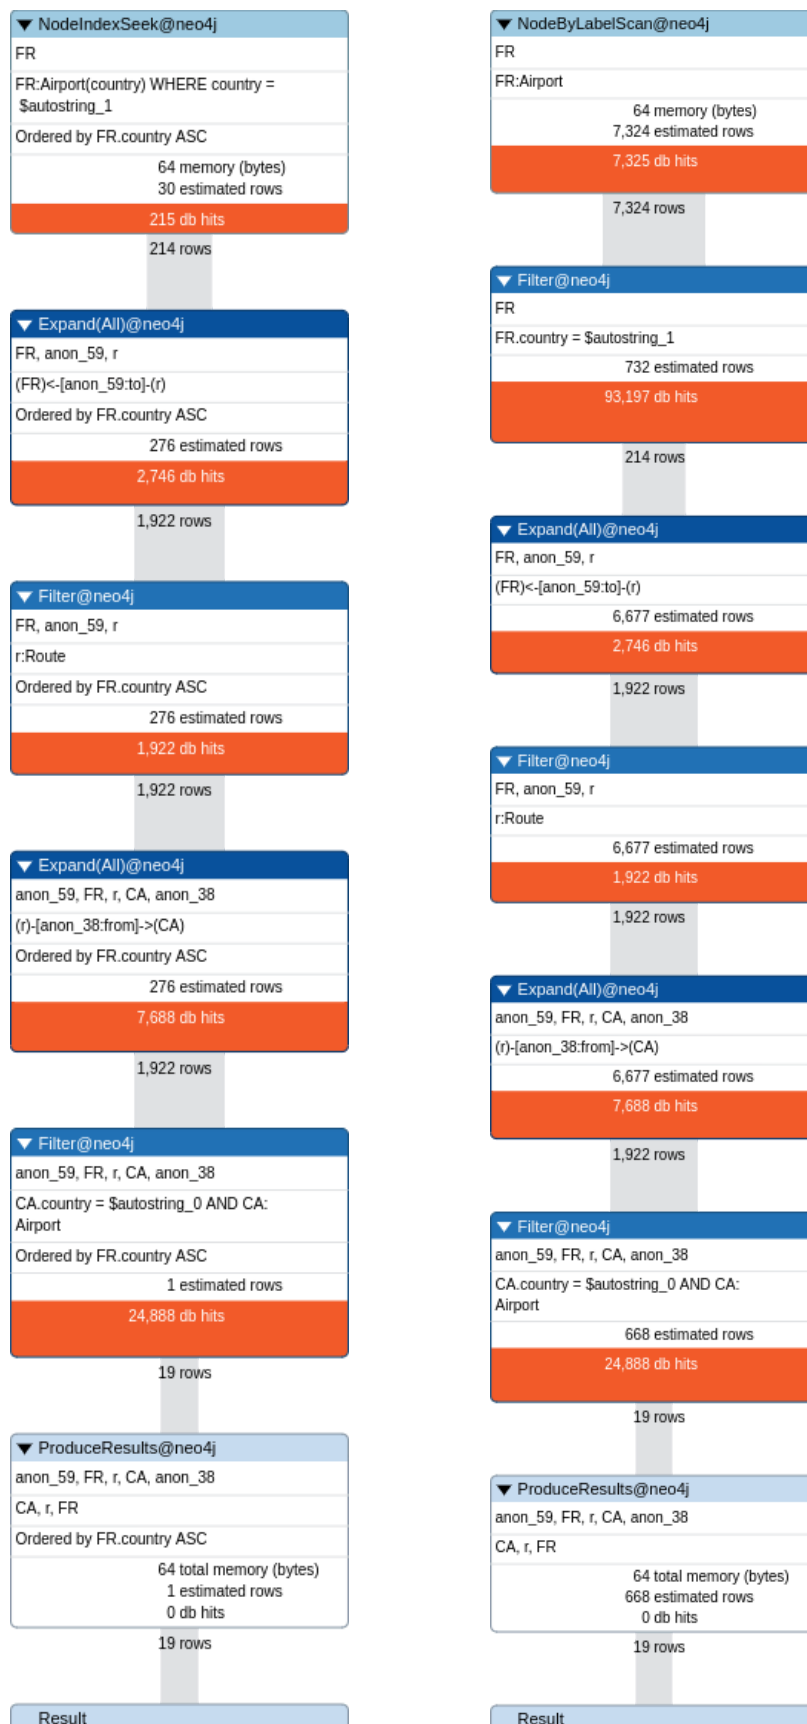 NodeIndexSeek@neo4j
FR
FR:Airport(country) WHERE country =
$autostring_1
Ordered by FR.country ASC
64 memory (bytes)
30 estimated rows
215 db hits
214 rows
Expand(All)@neo4j
FR, anon_59, r
(FR)<-[anon_59:to]-(r)
Ordered by FR.country ASC
276 estimated rows
2,746 db hits
1,922 rows
Filter@neo4j
FR, anon_59, r
r:Route
Ordered by FR.country ASC
276 estimated rows
1,922 db hits
1,922 rows
Expand(All)@neo4j
anon_59, FR, r, CA, anon_38
(r)-[anon_38:from]->(CA)
Ordered by FR.country ASC
276 estimated rows
7,688 db hits
1,922 rows
Filter@neo4j
anon_59, FR, r, CA, anon_38
CA.country = $autostring_0 AND CA:
Airport
Ordered by FR.country ASC
1 estimated rows
24,888 db hits
19 rows
ProduceResults@neo4j
anon_59, FR, r, CA, anon_38
CA, r, FR
Ordered by FR.country ASC
64 total memory (bytes)
1 estimated rows
0 db hits
19 rows
Result
NodeByLabelScan@neo4j
FR
FR:Airport
64 memory (bytes)
7,324 estimated rows
7,325 db hits
7,324 rows
Filter@neo4j
FR
FR.country = $autostring_1
732 estimated rows
93,197 db hits
214 rows
Expand(All)@neo4j
FR, anon_59, r
(FR)<-[anon_59:to]-(r)
6,677 estimated rows
2,746 db hits
1,922 rows
Filter@neo4j
FR, anon_59, r
r:Route
6,677 estimated rows
1,922 db hits
1,922 rows
Expand(All)@neo4j
anon_59, FR, r, CA, anon_38
(r)-[anon_38:from]->(CA)
6,677 estimated rows
7,688 db hits
1,922 rows
Filter@neo4j
anon_59, FR, r, CA, anon_38
CA.country = $autostring_0 AND CA:
Airport
668 estimated rows
24,888 db hits
19 rows
ProduceResults@neo4j
anon_59, FR, r, CA, anon_38
CA, r, FR
64 total memory (bytes)
668 estimated rows
0 db hits
19 rows
Result